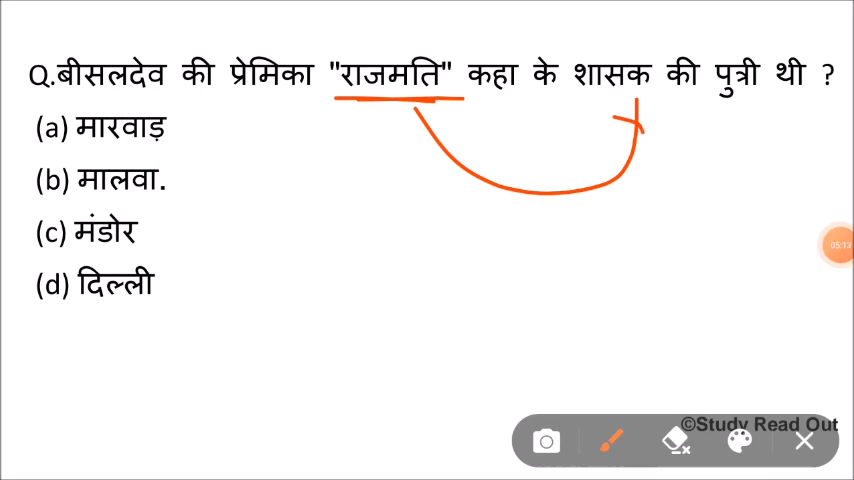 Q.बीसलदेव की प्रेमिका "राजमति" कहा के शासक की पुत्री थी ?
(a) मारवाड़
(b) मालवा.
(c) मंडोर
(d) दिल्ली
05:13
©Study Read Out